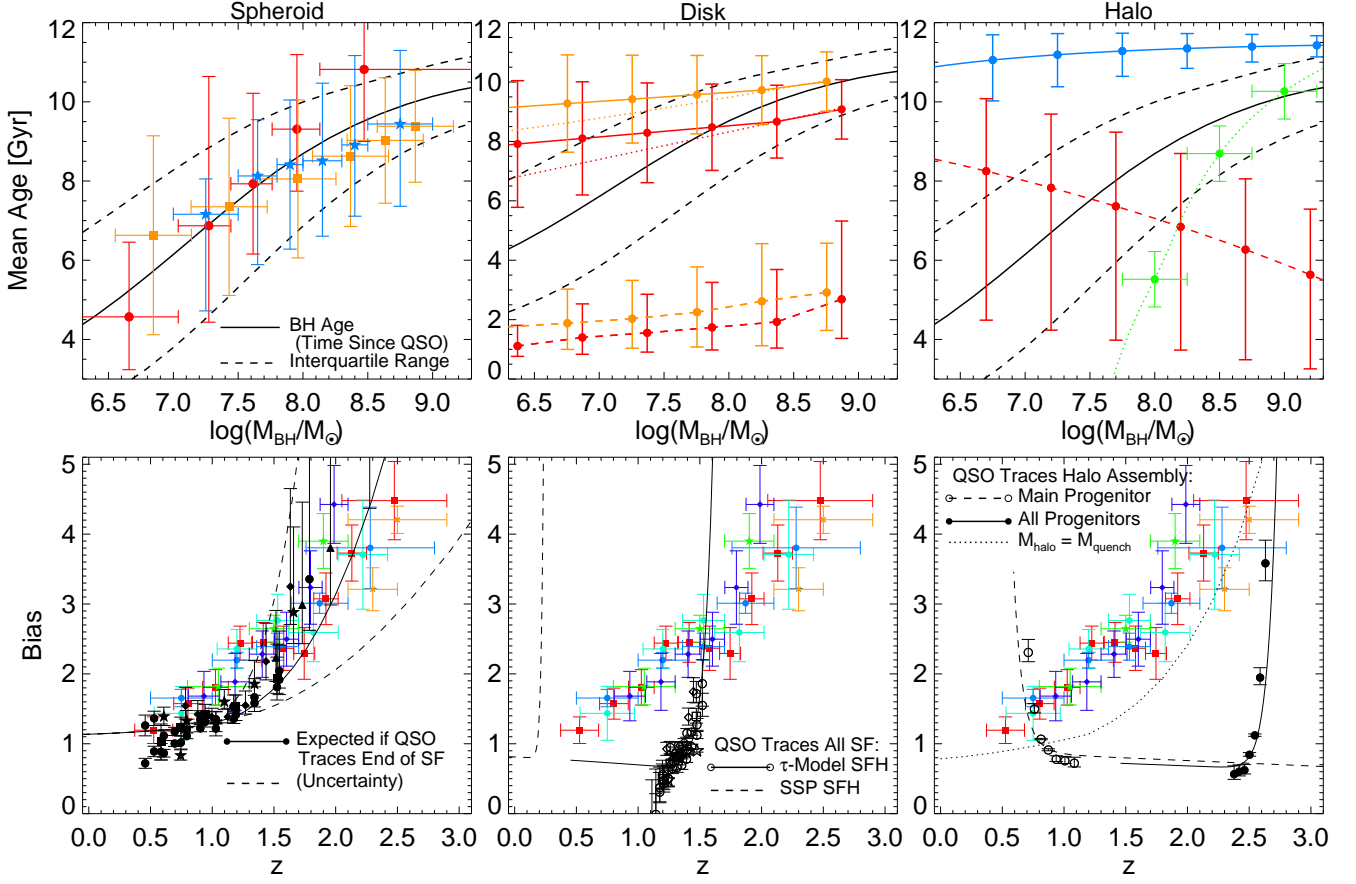 Spheroid
Disk
Halo
Mean Age [Gyr]
12
10
8
6
4
BH Age
(Time Since QSO)
Interquartile Range
6.5 7.0 7.5 8.0 8.5 9.0
log(M_BH/M_☉)
12
10
8
6
4
2
0
6.5 7.0 7.5 8.0 8.5 9.0
log(M_BH/M_☉)
12
10
8
6
4
6.5 7.0 7.5 8.0 8.5 9.0
log(M_BH/M_☉)
Bias
5
4
3
2
1
0
Expected if QSO
Traces End of SF
(Uncertainty)
0.0 0.5 1.0 1.5 2.0 2.5 3.0
z
5
4
3
2
1
0
QSO Traces All SF:
τ-Model SFH
SSP SFH
0.0 0.5 1.0 1.5 2.0 2.5 3.0
z
5
4
3
2
1
0
QSO Traces Halo Assembly:
Main Progenitor
All Progenitors
M_halo = M_quench
0.0 0.5 1.0 1.5 2.0 2.5 3.0
z